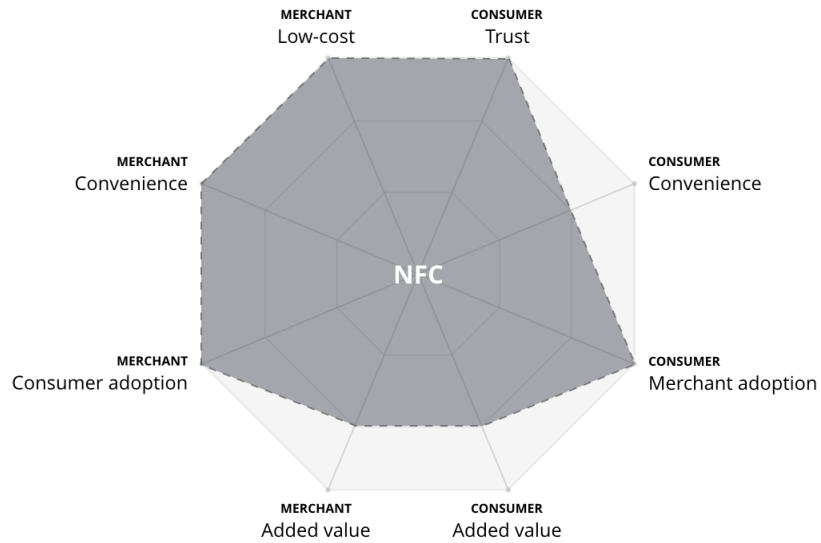 MERCHANT
Low-cost
CONSUMER
Trust
MERCHANT
Convenience
CONSUMER
Convenience
NFC
MERCHANT
Consumer adoption
CONSUMER
Merchant adoption
MERCHANT
Added value
CONSUMER
Added value